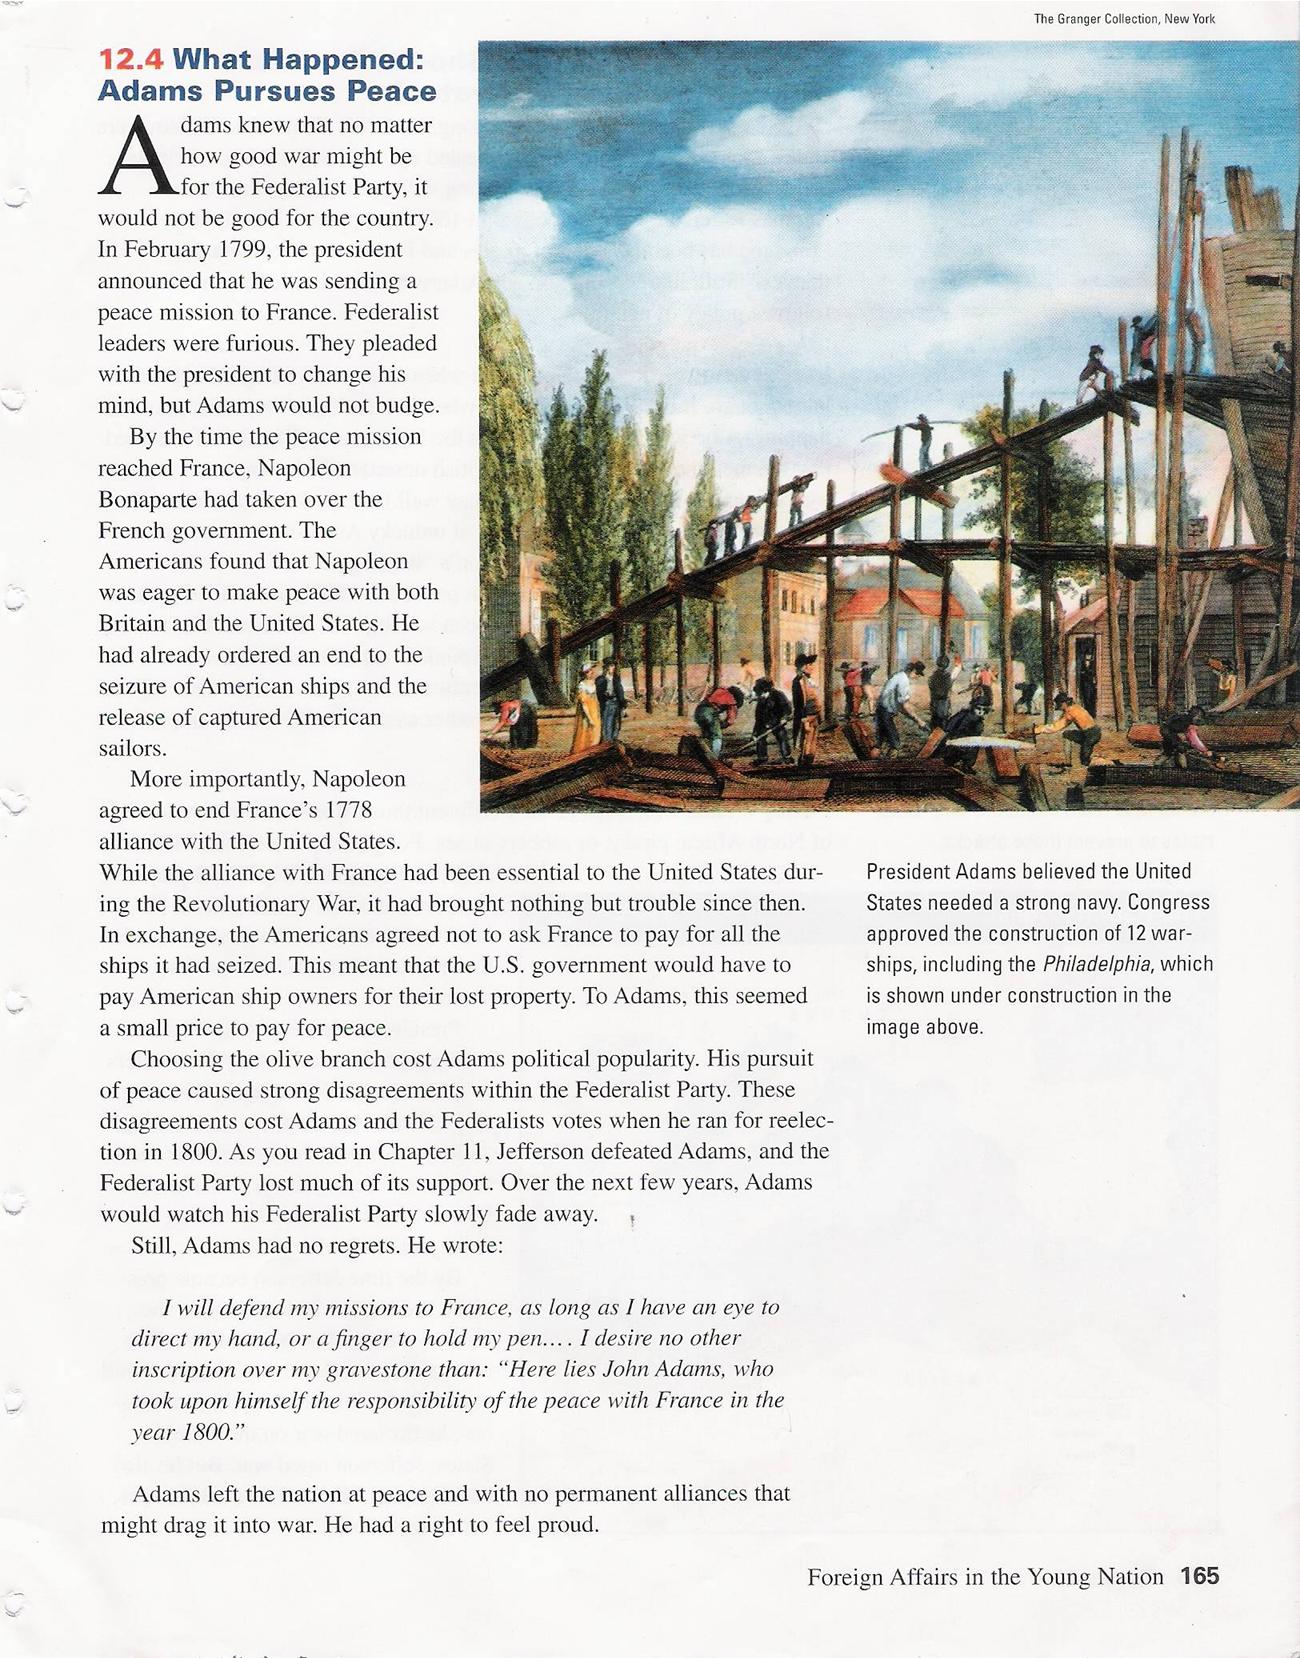 The Granger Collection, New York
12.4 What Happened:
Adams Pursues Peace
Adams knew that no matter
how good war might be
for the Federalist Party, it
would not be good for the country.
In February 1799, the president
announced that he was sending a
peace mission to France. Federalist
leaders were furious. They pleaded
with the president to change his
mind, but Adams would not budge.
By the time the peace mission
reached France, Napoleon
Bonaparte had taken over the
French government. The
Americans found that Napoleon
was eager to make peace with both
Britain and the United States. He
had already ordered an end to the
seizure of American ships and the
release of captured American
sailors.
More importantly, Napoleon
agreed to end France's 1778
alliance with the United States.
While the alliance with France had been essential to the United States dur-
ing the Revolutionary War, it had brought nothing but trouble since then.
In exchange, the Americans agreed not to ask France to pay for all the
ships it had seized. This meant that the U.S. government would have to
pay American ship owners for their lost property. To Adams, this seemed
a small price to pay for peace.
Choosing the olive branch cost Adams political popularity. His pursuit
of peace caused strong disagreements within the Federalist Party. These
disagreements cost Adams and the Federalists votes when he ran for reelec-
tion in 1800. As you read in Chapter 11, Jefferson defeated Adams, and the
Federalist Party lost much of its support. Over the next few years, Adams
would watch his Federalist Party slowly fade away.
Still, Adams had no regrets. He wrote:
I will defend my missions to France, as long as I have an eye to
direct my hand, or a finger to hold my pen.... I desire no other
inscription over my gravestone than: "Here lies John Adams, who
took upon himself the responsibility of the peace with France in the
year 1800."
Adams left the nation at peace and with no permanent alliances that
might drag it into war. He had a right to feel proud.
President Adams believed the United
States needed a strong navy. Congress
approved the construction of 12 war-
ships, including the Philadelphia, which
is shown under construction in the
image above.
Foreign Affairs in the Young Nation 165